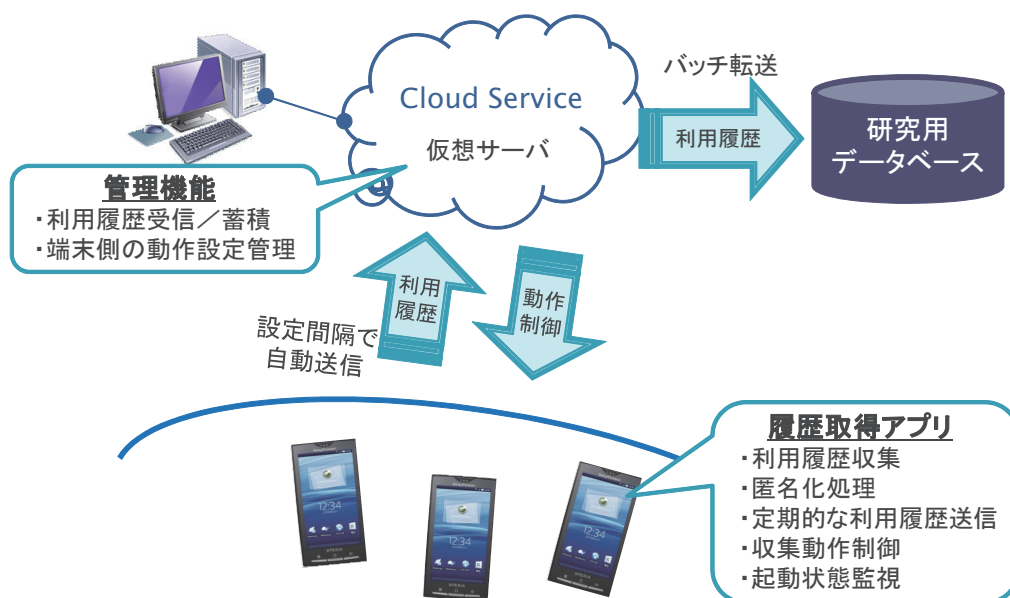 Cloud Service
仮想サーバ
バッチ転送
利用履歴
研究用
データベース
管理機能
・利用履歴受信／蓄積
・端末側の動作設定管理
利用
履歴
動作
制御
設定間隔で
自動送信
履歴取得アプリ
・利用履歴収集
・匿名化処理
・定期的な利用履歴送信
・収集動作制御
・起動状態監視
12:34
XPERIA
12:34
XPERIA
12:34
XPERIA